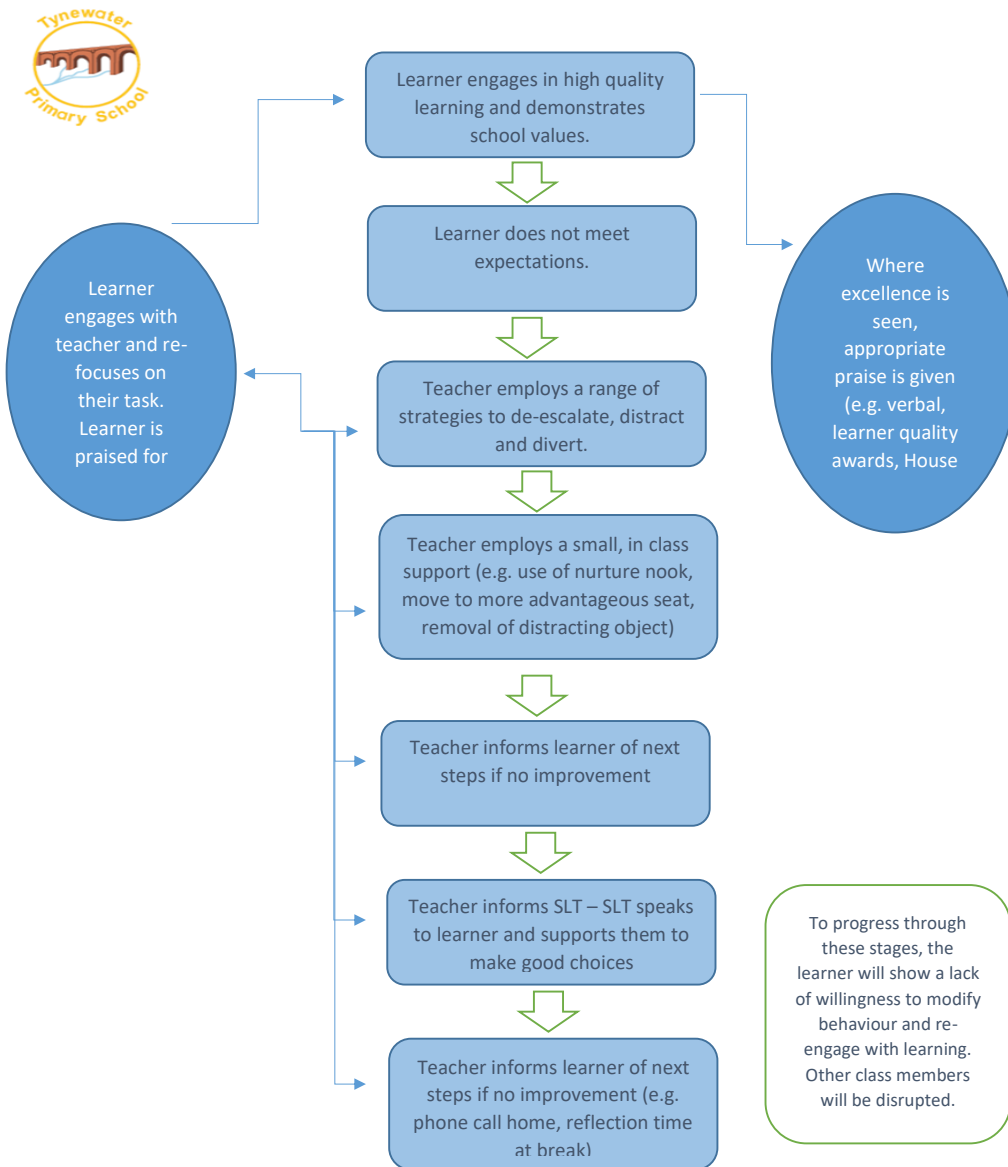 Tynewater
Primary School
Learner engages in high quality
learning and demonstrates
school values.
Learner does not meet
expectations.
Learner
engages with
teacher and re-
focuses on
their task.
Learner is
praised for
Where
excellence is
seen,
appropriate
praise is given
(e.g. verbal,
learner quality
awards, House
Teacher employs a range of
strategies to de-escalate, distract
and divert.
Teacher employs a small, in class
support (e.g. use of nurture nook,
move to more advantageous seat,
removal of distracting object)
Teacher informs learner of next
steps if no improvement
Teacher informs SLT – SLT speaks
to learner and supports them to
make good choices
To progress through
these stages, the
learner will show a lack
of willingness to modify
behaviour and re-
engage with learning.
Other class members
will be disrupted.
Teacher informs learner of next
steps if no improvement (e.g.
phone call home, reflection time
at break)